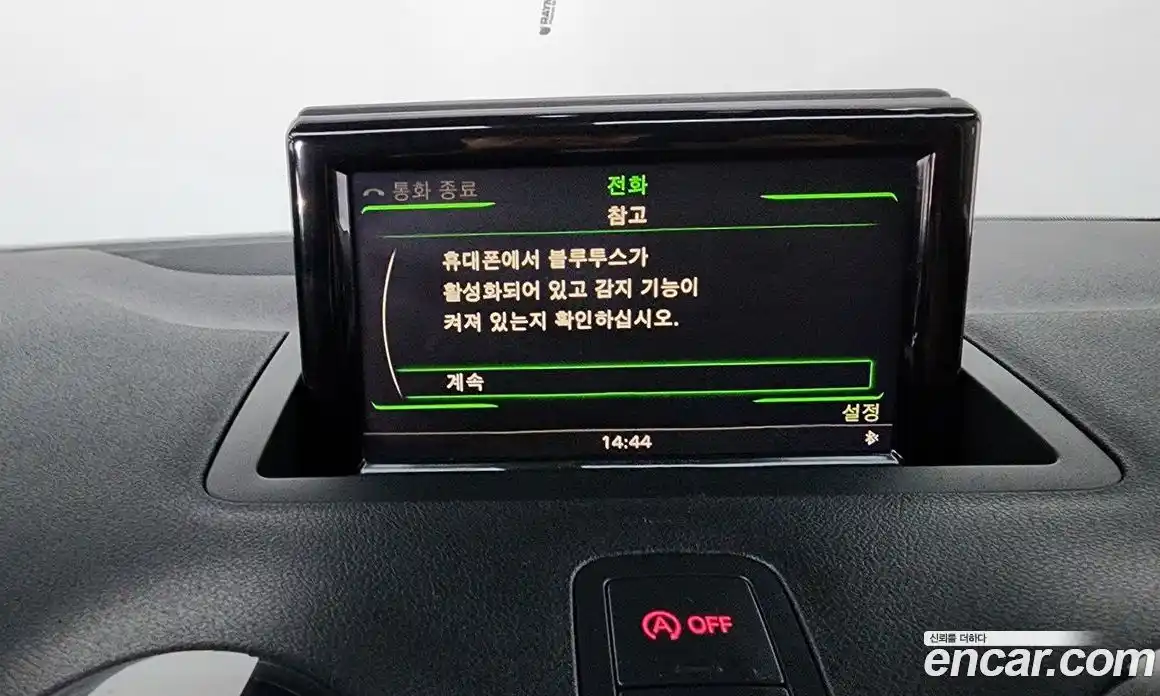 통화 종료
전화
참고
휴대폰에서 블루투스가
활성화되어 있고 감지 기능이
켜져 있는지 확인하십시오.
계속
설정
14:44
A OFF
신뢰를 더하다
encar.com